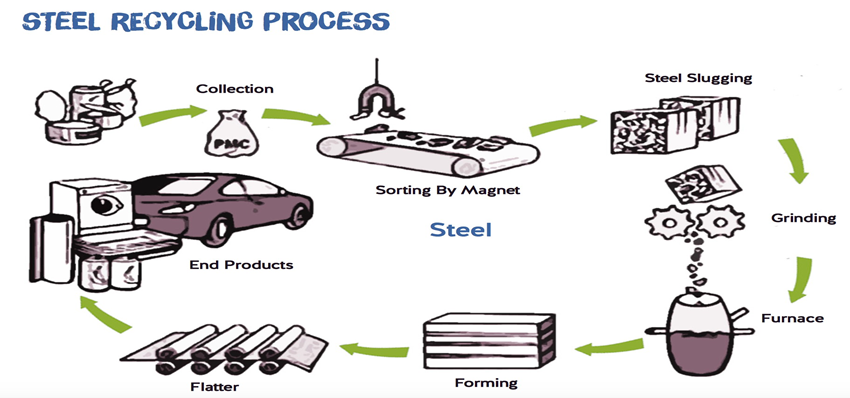 STEEL RECYCLING PROCESS
Collection
PMC
Sorting By Magnet
Steel Slugging
Grinding
Furnace
Forming
Flatter
End Products
Steel